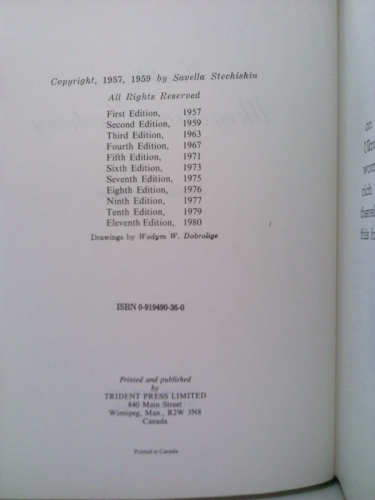 Copyright, 1957, 1959 by Savella Stechishin
All Rights Reserved
First Edition, 1957
Second Edition, 1959
Third Edition, 1963
Fourth Edition, 1967
Fifth Edition, 1971
Sixth Edition, 1973
Seventh Edition, 1975
Eighth Edition, 1976
Ninth Edition, 1977
Tenth Edition, 1979
Eleventh Edition, 1980
Drawings by Wadym W. Dobrolige
ISBN 0-919490-36-0
Printed and published
by
TRIDENT PRESS LIMITED
840 Main Street
Winnipeg, Man., R2W 3N8
Canada
Printed in Canada
an
rich
this